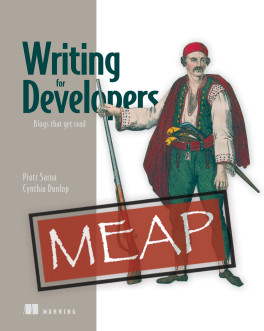 Writing
for
Developers
Blogs that get read
Piotr Sarna
Cynthia Dunlop
MEAP
MANNING